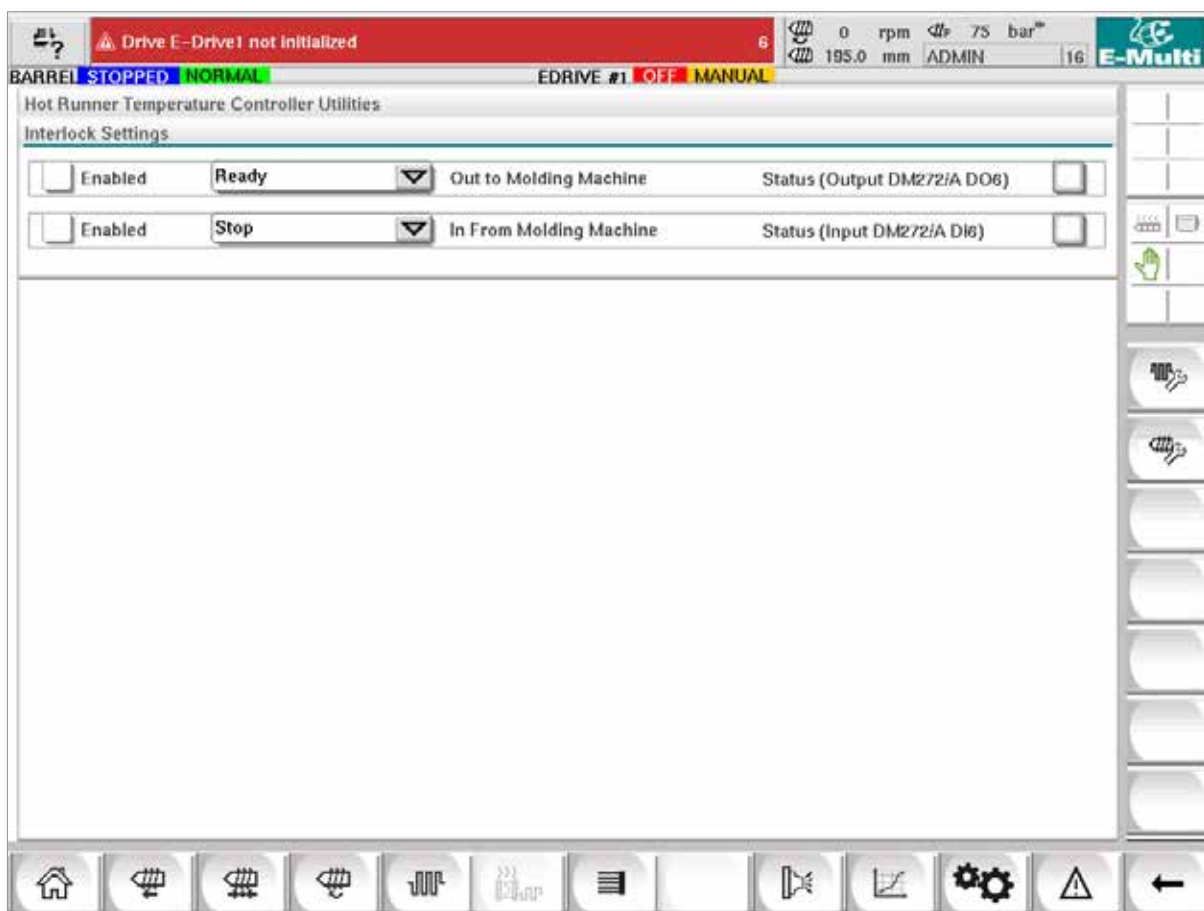 ? Drive E-Drive1 not initialized 6 0 rpm 75 bar
195.0 mm ADMIN 16 E-Multi
BARREL STOPPED NORMAL EDRIVE #1 OFF MANUAL
Hot Runner Temperature Controller Utilities
Interlock Settings
Enabled Ready Out to Molding Machine Status (Output DM272/A DO6)
Enabled Stop In From Molding Machine Status (Input DM272/A DI6)